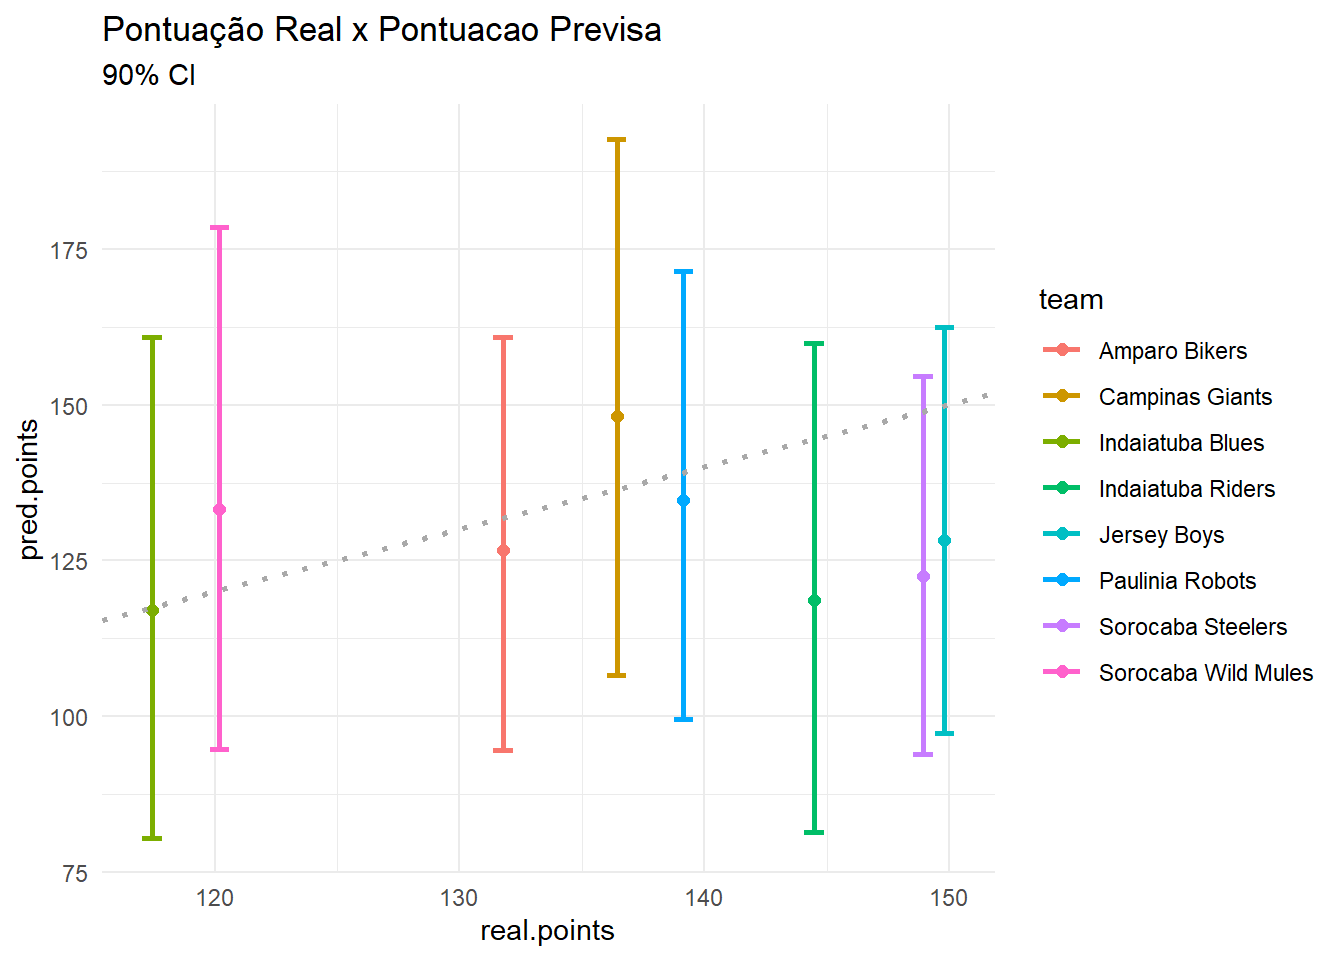 Pontuação Real x Pontuacao Previsa
90% CI
pred.points
175
150
125
100
75
120
130
140
150
real.points
team
Amparo Bikers
Campinas Giants
Indaiatuba Blues
Indaiatuba Riders
Jersey Boys
Paulinia Robots
Sorocaba Steelers
Sorocaba Wild Mules